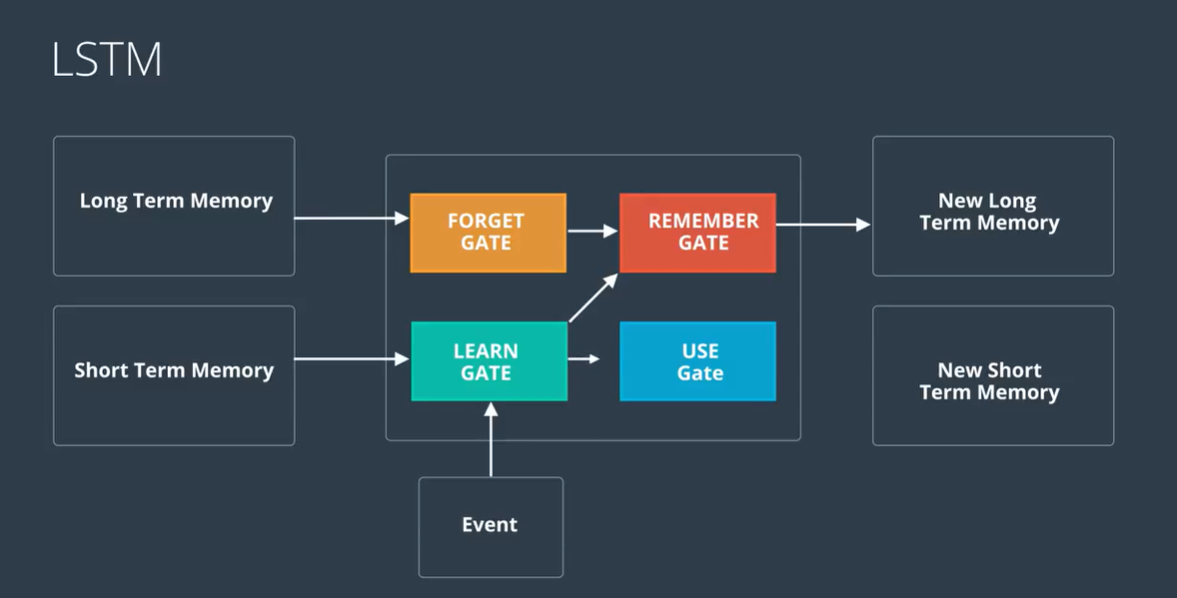 LSTM
Long Term Memory
FORGET
GATE
REMEMBER
GATE
New Long
Term Memory
Short Term Memory
LEARN
GATE
USE
Gate
New Short
Term Memory
Event